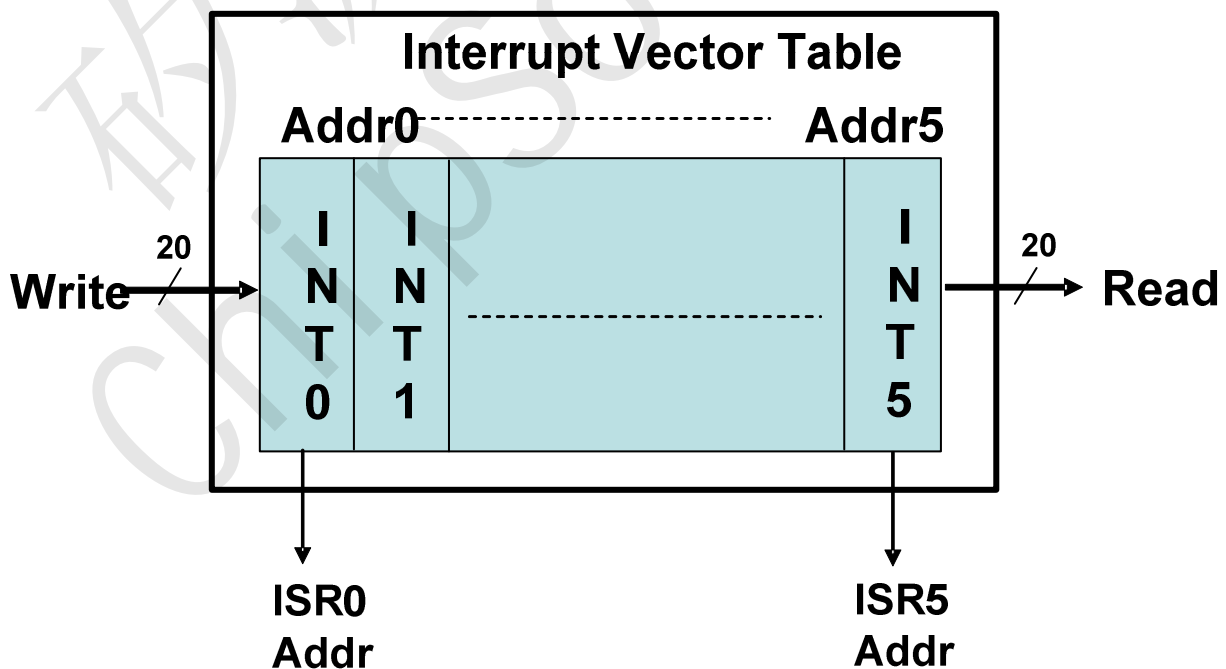 Interrupt Vector Table
Addr0 Addr5
I N T 0
I N T 1
I N T 5
20
Write
20
Read
ISR0
Addr
ISR5
Addr